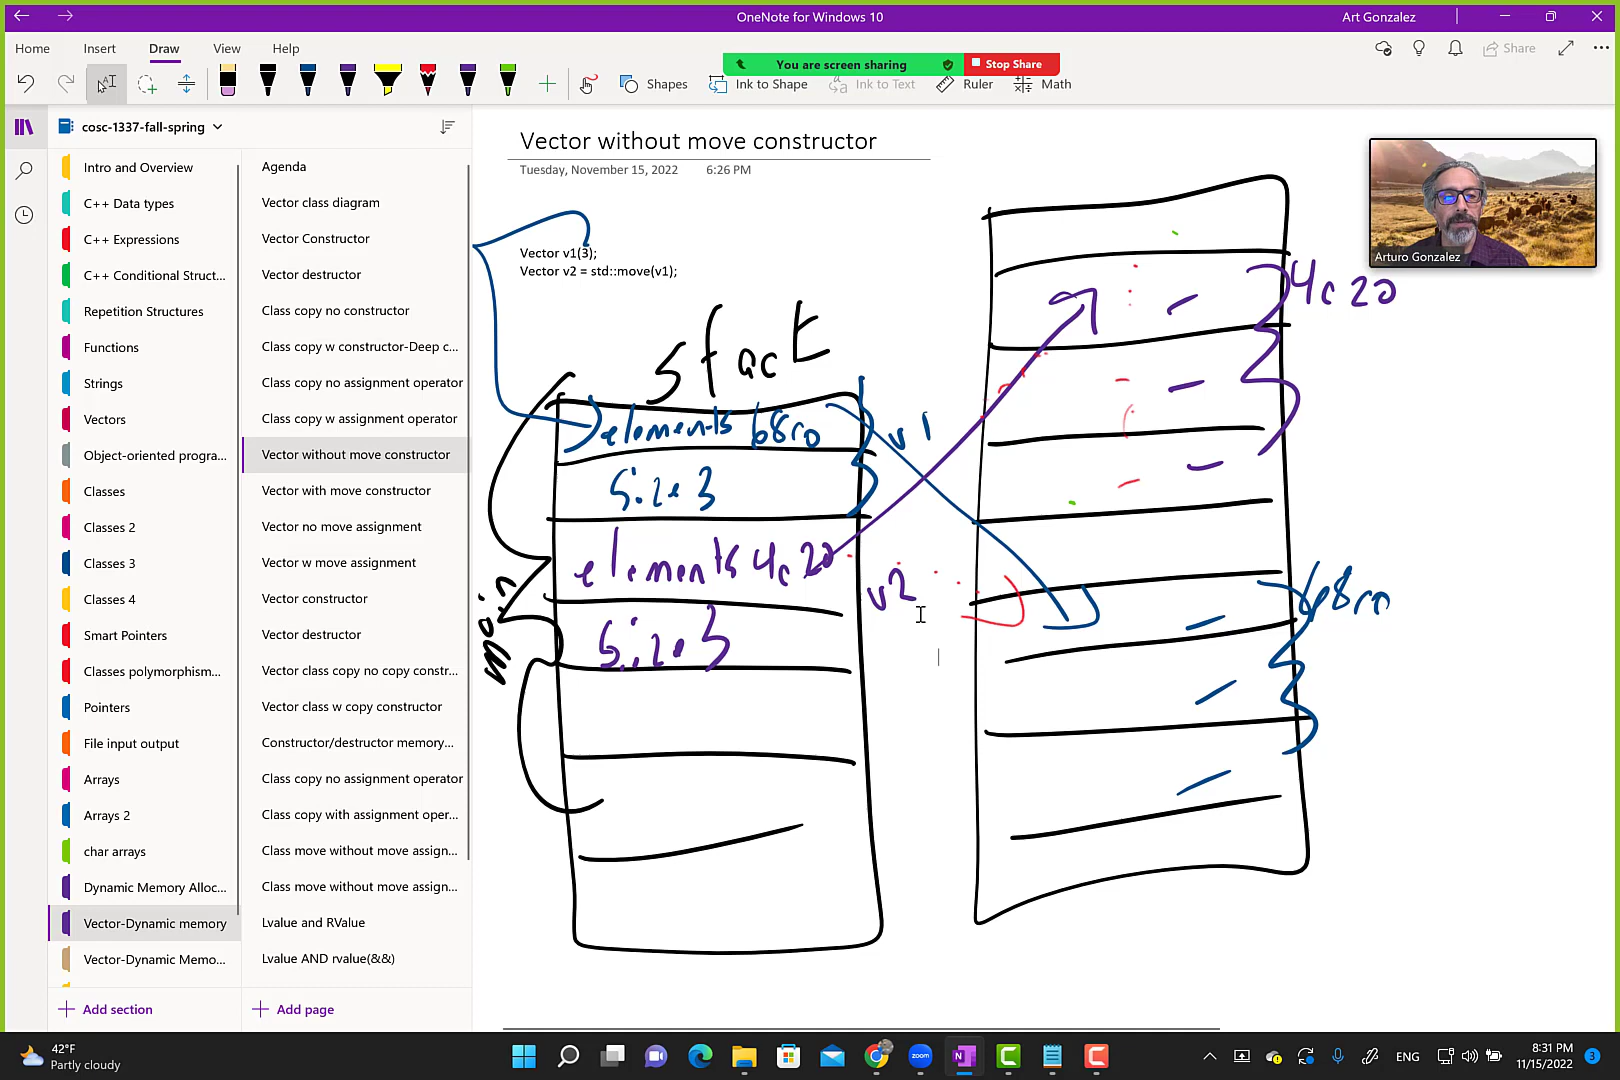 OneNote for Windows 10
Art Gonzalez
Home Insert Draw View Help
You are screen sharing
Stop Share
Share
Shapes Ink to Shape Ink to Text Ruler Math
cosc-1337-fall-spring
Intro and Overview
C++ Data types
C++ Expressions
C++ Conditional Struct...
Repetition Structures
Functions
Strings
Vectors
Object-oriented progra...
Classes
Classes 2
Classes 3
Classes 4
Smart Pointers
Classes polymorphism...
Pointers
File input output
Arrays
Arrays 2
char arrays
Dynamic Memory Alloc...
Vector-Dynamic memory
Vector-Dynamic Memo...
Add section
Agenda
Vector class diagram
Vector Constructor
Vector destructor
Class copy no constructor
Class copy w constructor-Deep c...
Class copy no assignment operator
Class copy w assignment operator
Vector without move constructor
Vector with move constructor
Vector no move assignment
Vector w move assignment
Vector constructor
Vector destructor
Vector class copy no copy constr...
Vector class w copy constructor
Constructor/destructor memory...
Class copy no assignment operator
Class copy with assignment oper...
Class move without move assign...
Class move without move assign...
Lvalue and RValue
Lvalue AND rvalue(&&)
Add page
Vector without move constructor
Tuesday, November 15, 2022 6:26 PM
Vector v1(3);
Vector v2 = std::move(v1);
stack
elements 68r0
v1
size 3
elements 4c20
v2
size 3
main
4c20
68r0
Arturo Gonzalez
42°F
Partly cloudy
zoom
ENG
8:31 PM
11/15/2022
3